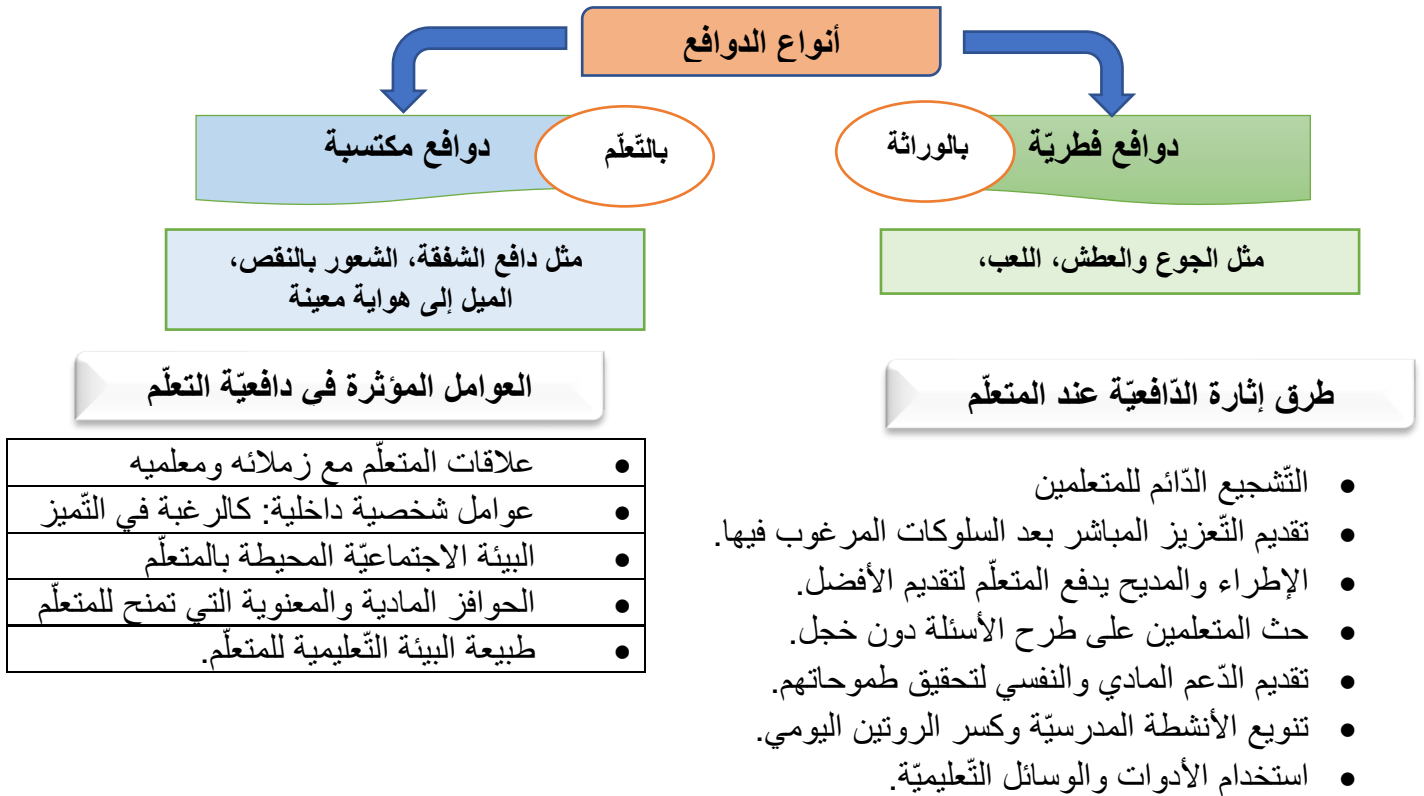 أنواع الدوافع
دوافع فطريّة
بالوراثة
مثل الجوع والعطش، اللعب،
بالتّعلّم
دوافع مكتسبة
مثل دافع الشفقة، الشعور بالنقص،
الميل إلى هواية معينة
طرق إثارة الدّافعيّة عند المتعلّم
• التّشجيع الدّائم للمتعلمين
• تقديم التّعزيز المباشر بعد السلوكات المرغوب فيها.
• الإطراء والمديح يدفع المتعلّم لتقديم الأفضل.
• حث المتعلمين على طرح الأسئلة دون خجل.
• تقديم الدّعم المادي والنفسي لتحقيق طموحاتهم.
• تنويع الأنشطة المدرسيّة وكسر الروتين اليومي.
• استخدام الأدوات والوسائل التّعليميّة.
العوامل المؤثرة في دافعيّة التعلّم
• علاقات المتعلّم مع زملائه ومعلميه
• عوامل شخصية داخلية: كالرغبة في التّميز
• البيئة الاجتماعيّة المحيطة بالمتعلّم
• الحوافز المادية والمعنوية التي تمنح للمتعلّم
• طبيعة البيئة التّعليمية للمتعلّم.